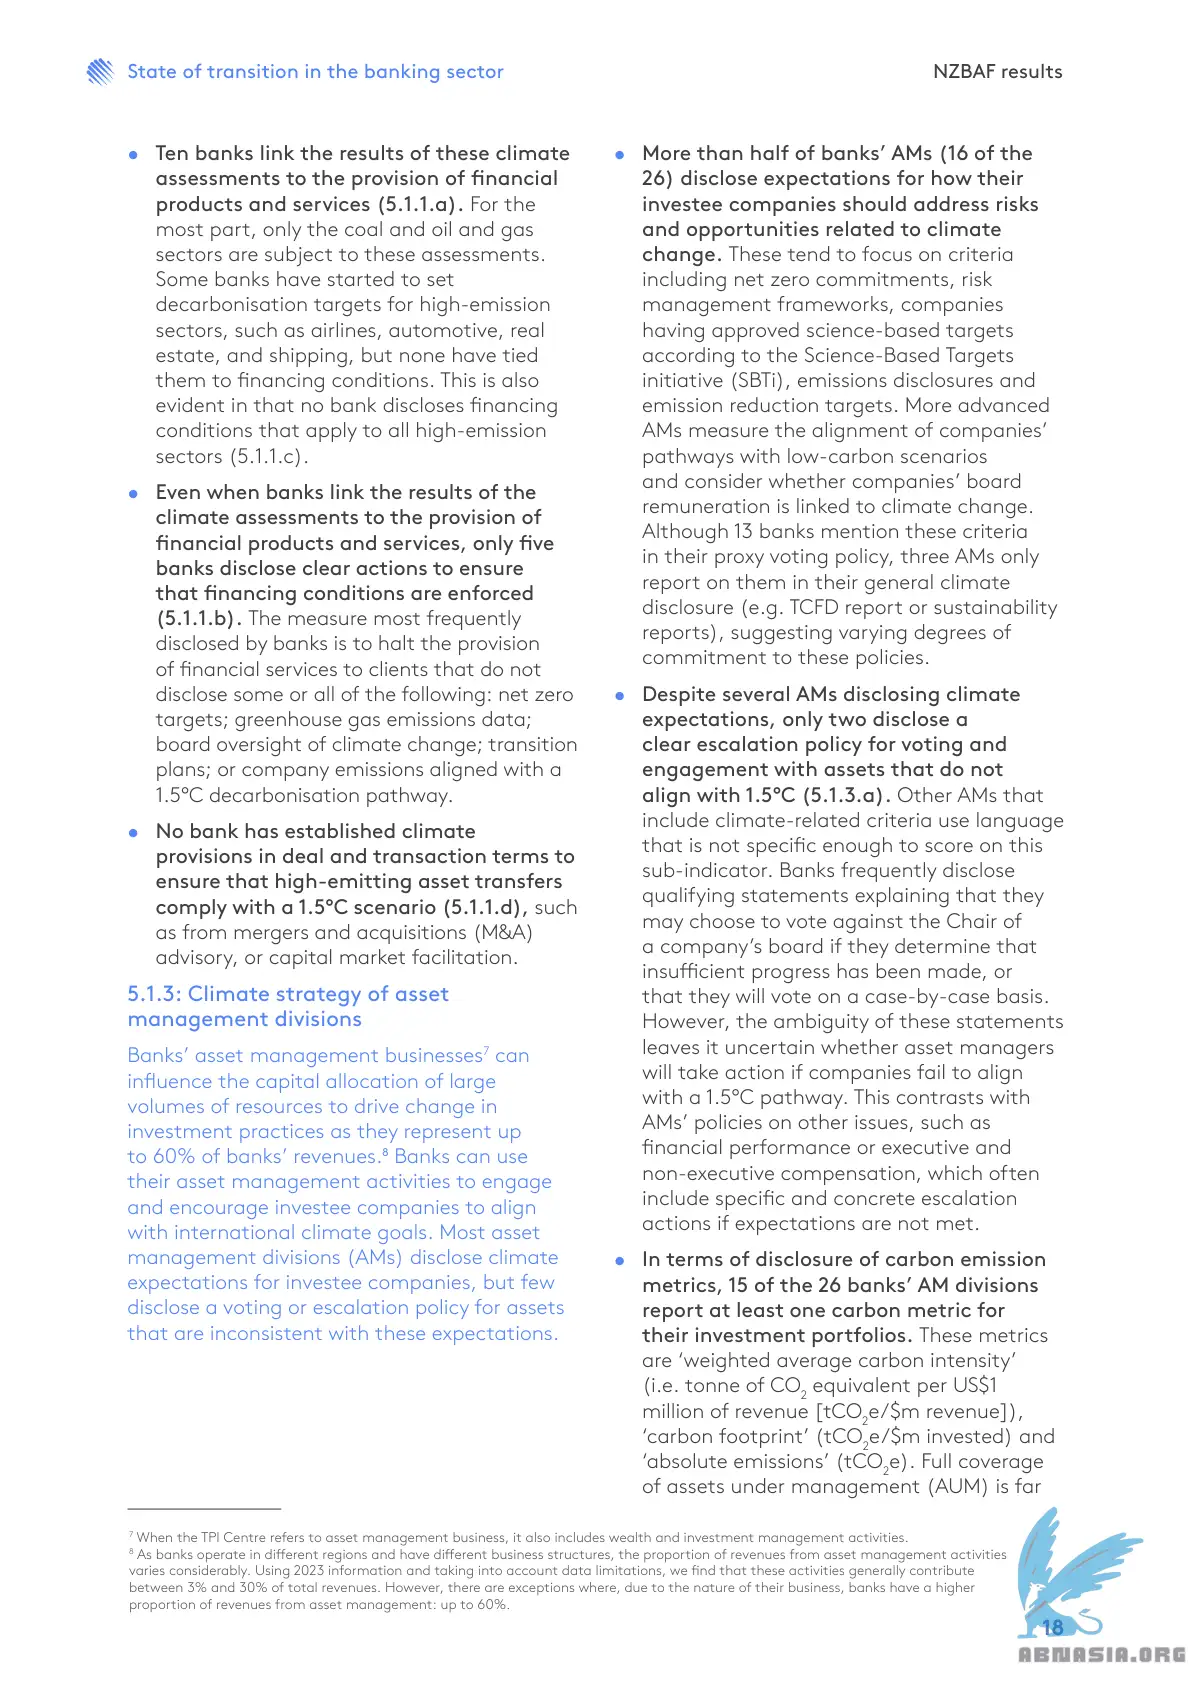 State of transition in the banking sector
NZBAF results
• Ten banks link the results of these climate
assessments to the provision of financial
products and services (5.1.1.a). For the
most part, only the coal and oil and gas
sectors are subject to these assessments.
Some banks have started to set
decarbonisation targets for high-emission
sectors, such as airlines, automotive, real
estate, and shipping, but none have tied
them to financing conditions. This is also
evident in that no bank discloses financing
conditions that apply to all high-emission
sectors (5.1.1.c).
• Even when banks link the results of the
climate assessments to the provision of
financial products and services, only five
banks disclose clear actions to ensure
that financing conditions are enforced
(5.1.1.b). The measure most frequently
disclosed by banks is to halt the provision
of financial services to clients that do not
disclose some or all of the following: net zero
targets; greenhouse gas emissions data;
board oversight of climate change; transition
plans; or company emissions aligned with a
1.5°C decarbonisation pathway.
• No bank has established climate
provisions in deal and transaction terms to
ensure that high-emitting asset transfers
comply with a 1.5°C scenario (5.1.1.d), such
as from mergers and acquisitions (M&A)
advisory, or capital market facilitation.
5.1.3: Climate strategy of asset
management divisions
Banks’ asset management businesses⁷ can
influence the capital allocation of large
volumes of resources to drive change in
investment practices as they represent up
to 60% of banks’ revenues.⁸ Banks can use
their asset management activities to engage
and encourage investee companies to align
with international climate goals. Most asset
management divisions (AMs) disclose climate
expectations for investee companies, but few
disclose a voting or escalation policy for assets
that are inconsistent with these expectations.
• More than half of banks’ AMs (16 of the
26) disclose expectations for how their
investee companies should address risks
and opportunities related to climate
change. These tend to focus on criteria
including net zero commitments, risk
management frameworks, companies
having approved science-based targets
according to the Science-Based Targets
initiative (SBTi), emissions disclosures and
emission reduction targets. More advanced
AMs measure the alignment of companies’
pathways with low-carbon scenarios
and consider whether companies’ board
remuneration is linked to climate change.
Although 13 banks mention these criteria
in their proxy voting policy, three AMs only
report on them in their general climate
disclosure (e.g. TCFD report or sustainability
reports), suggesting varying degrees of
commitment to these policies.
• Despite several AMs disclosing climate
expectations, only two disclose a
clear escalation policy for voting and
engagement with assets that do not
align with 1.5°C (5.1.3.a). Other AMs that
include climate-related criteria use language
that is not specific enough to score on this
sub-indicator. Banks frequently disclose
qualifying statements explaining that they
may choose to vote against the Chair of
a company’s board if they determine that
insufficient progress has been made, or
that they will vote on a case-by-case basis.
However, the ambiguity of these statements
leaves it uncertain whether asset managers
will take action if companies fail to align
with a 1.5°C pathway. This contrasts with
AMs’ policies on other issues, such as
financial performance or executive and
non-executive compensation, which often
include specific and concrete escalation
actions if expectations are not met.
• In terms of disclosure of carbon emission
metrics, 15 of the 26 banks’ AM divisions
report at least one carbon metric for
their investment portfolios. These metrics
are ‘weighted average carbon intensity’
(i.e. tonne of CO₂ equivalent per US$1
million of revenue [tCO₂e/$m revenue]),
‘carbon footprint’ (tCO₂e/$m invested) and
‘absolute emissions’ (tCO₂e). Full coverage
of assets under management (AUM) is far
⁷ When the TPI Centre refers to asset management business, it also includes wealth and investment management activities.
⁸ As banks operate in different regions and have different business structures, the proportion of revenues from asset management activities
varies considerably. Using 2023 information and taking into account data limitations, we find that these activities generally contribute
between 3% and 30% of total revenues. However, there are exceptions where, due to the nature of their business, banks have a higher
proportion of revenues from asset management: up to 60%.
18
ABNASIA.ORG